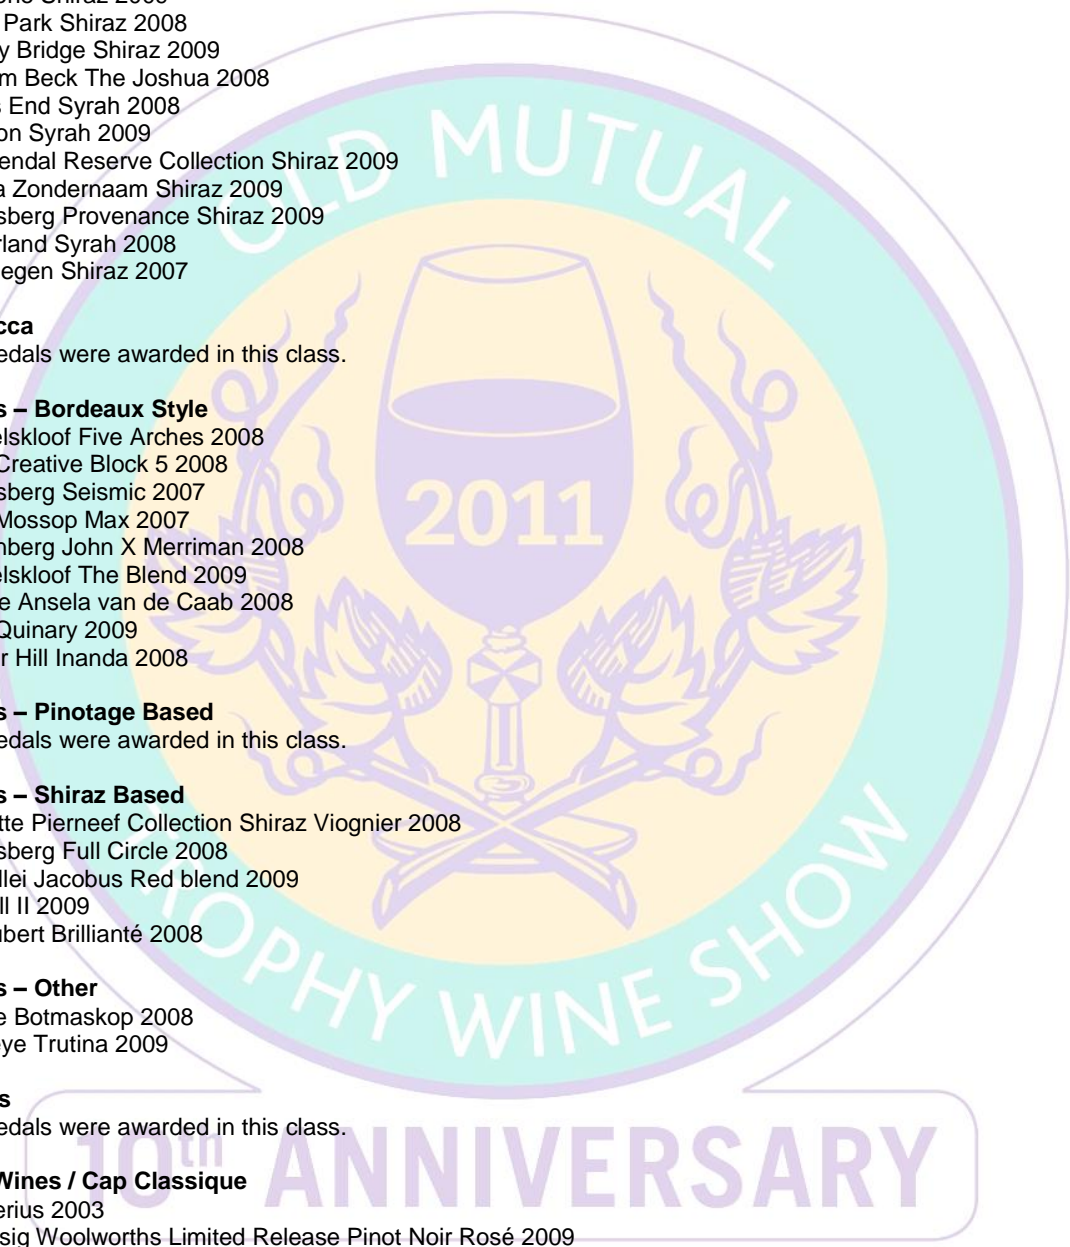 Park Shiraz 2008
y Bridge Shiraz 2009
m Beck The Joshua 2008
s End Syrah 2008
on Syrah 2009
endal Reserve Collection Shiraz 2009
a Zondernaam Shiraz 2009
sberg Provenance Shiraz 2009
rland Syrah 2008
egen Shiraz 2007
cca
edals were awarded in this class.
s – Bordeaux Style
elskloof Five Arches 2008
Creative Block 5 2008
sberg Seismic 2007
Mossop Max 2007
nberg John X Merriman 2008
elskloof The Blend 2009
e Ansela van de Caab 2008
Quinary 2009
r Hill Inanda 2008
s – Pinotage Based
edals were awarded in this class.
s – Shiraz Based
tte Pierneef Collection Shiraz Viognier 2008
sberg Full Circle 2008
llei Jacobus Red blend 2009
ll II 2009
ubert Brillianté 2008
s – Other
e Botmaskop 2008
eye Trutina 2009
s
edals were awarded in this class.
Wines / Cap Classique
erius 2003
sig Woolworths Limited Release Pinot Noir Rosé 2009
OLD MUTUAL
2011
TROPHY WINE SHOW
10th ANNIVERSARY